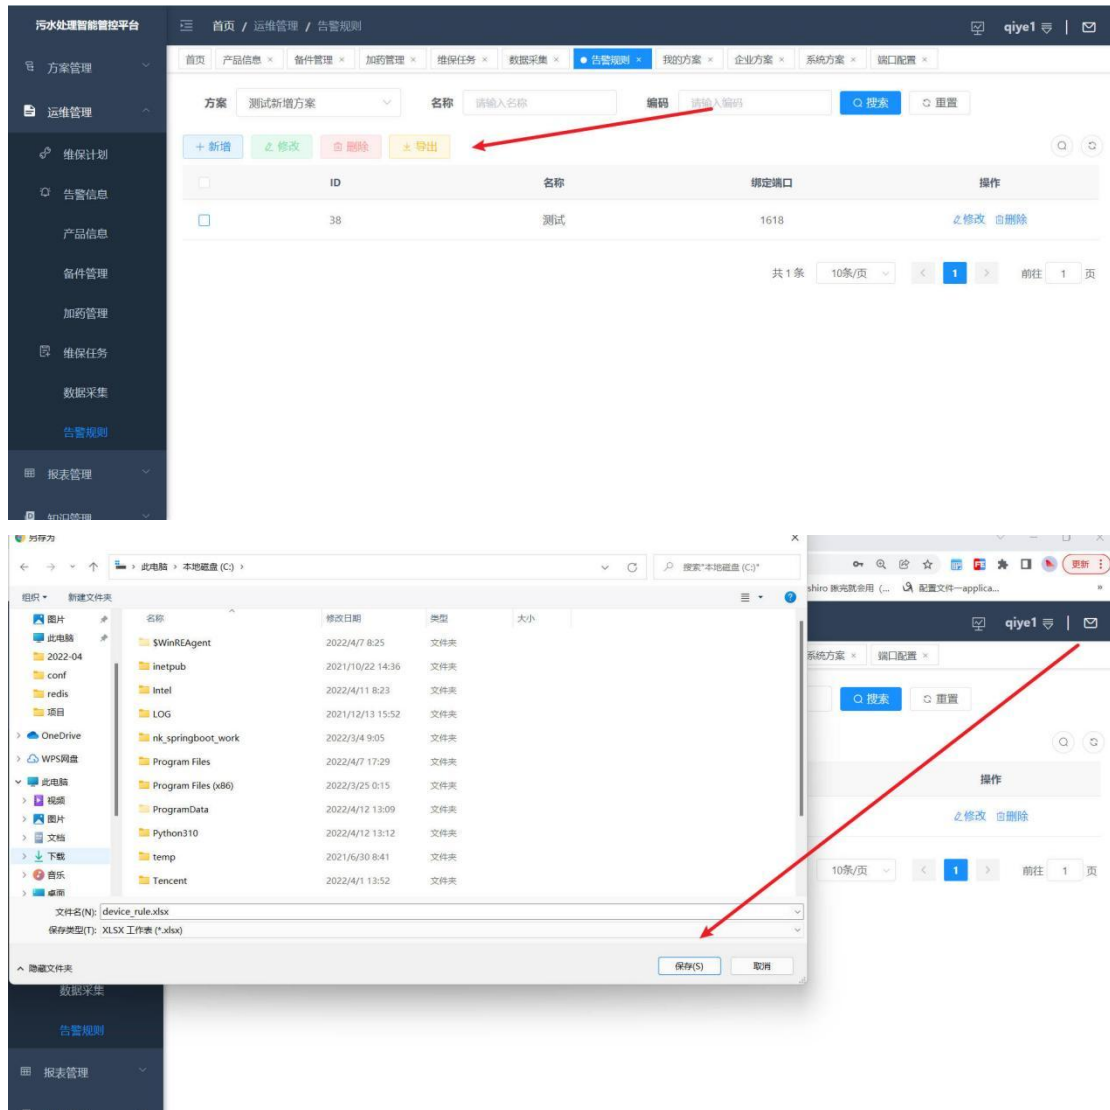 污水处理智能管控平台
首页 / 运维管理 / 告警规则
qiye1
方案管理
首页 产品信息 × 备件管理 × 加药管理 × 维保任务 × 数据采集 × 告警规则 × 我的方案 × 企业方案 × 系统方案 × 端口配置 ×
运维管理
方案 测试新增方案 名称 请输入名称 编码 请输入编码 搜索 重置
维保计划
+ 新增 修改 删除 导出
告警信息
ID 名称 绑定端口 操作
38 测试 1618 修改 删除
产品信息
备件管理
共 1 条 10条/页 < 1 > 前往 1 页
加药管理
维保任务
数据采集
告警规则
报表管理
知识管理
另存为
此电脑 › 本地磁盘 (C:) ›
搜索"本地磁盘 (C:)"
更新
组织 新建文件夹
shiro 账完就会用 (... 配置文件—applica... »
名称 修改日期 类型 大小
图片
此电脑
2022-04
conf
redis
项目
OneDrive
WPS网盘
此电脑
视频
图片
文档
下载
音乐
桌面
$WinREAgent 2022/4/7 8:25 文件夹
inetpub 2021/10/22 14:36 文件夹
Intel 2022/4/11 8:23 文件夹
LOG 2021/12/13 15:52 文件夹
nk_springboot_work 2022/3/4 9:05 文件夹
Program Files 2022/4/7 17:29 文件夹
Program Files (x86) 2022/3/25 0:15 文件夹
ProgramData 2022/4/12 13:09 文件夹
Python310 2022/4/12 13:12 文件夹
temp 2021/6/30 8:41 文件夹
Tencent 2022/4/1 13:52 文件夹
文件名(N): device_rule.xlsx
保存类型(T): XLSX 工作表 (*.xlsx)
隐藏文件夹
保存(S) 取消
qiye1
系统方案 × 端口配置 ×
搜索 重置
操作
修改 删除
10条/页 < 1 > 前往 1 页
数据采集
告警规则
报表管理